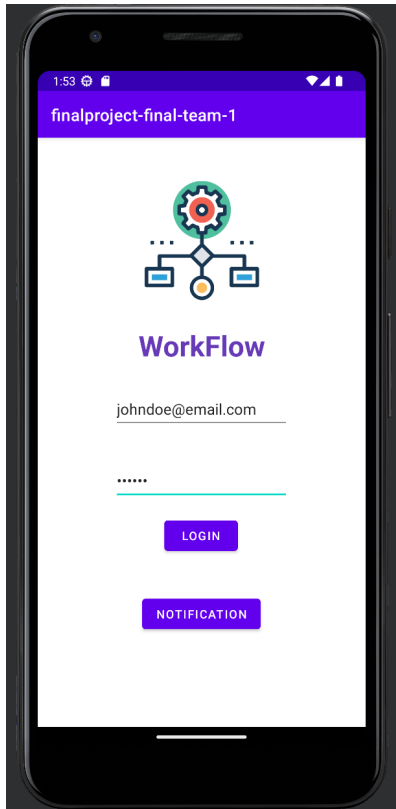 1:53
finalproject-final-team-1
WorkFlow
johndoe@email.com
••••••
LOGIN
NOTIFICATION